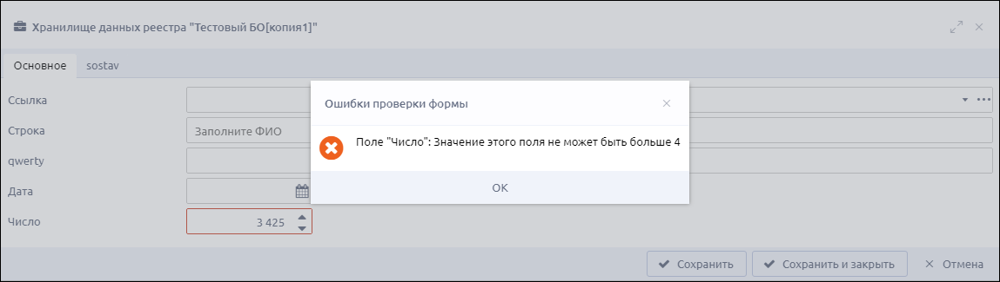 Хранилище данных реестра "Тестовый БО[копия1]"
Основное sostav
Ошибки проверки формы
Ссылка
Строка Заполните ФИО
Поле "Число": Значение этого поля не может быть больше 4
qwerty
Дата
OK
Число 3 425
Сохранить Сохранить и закрыть Отмена